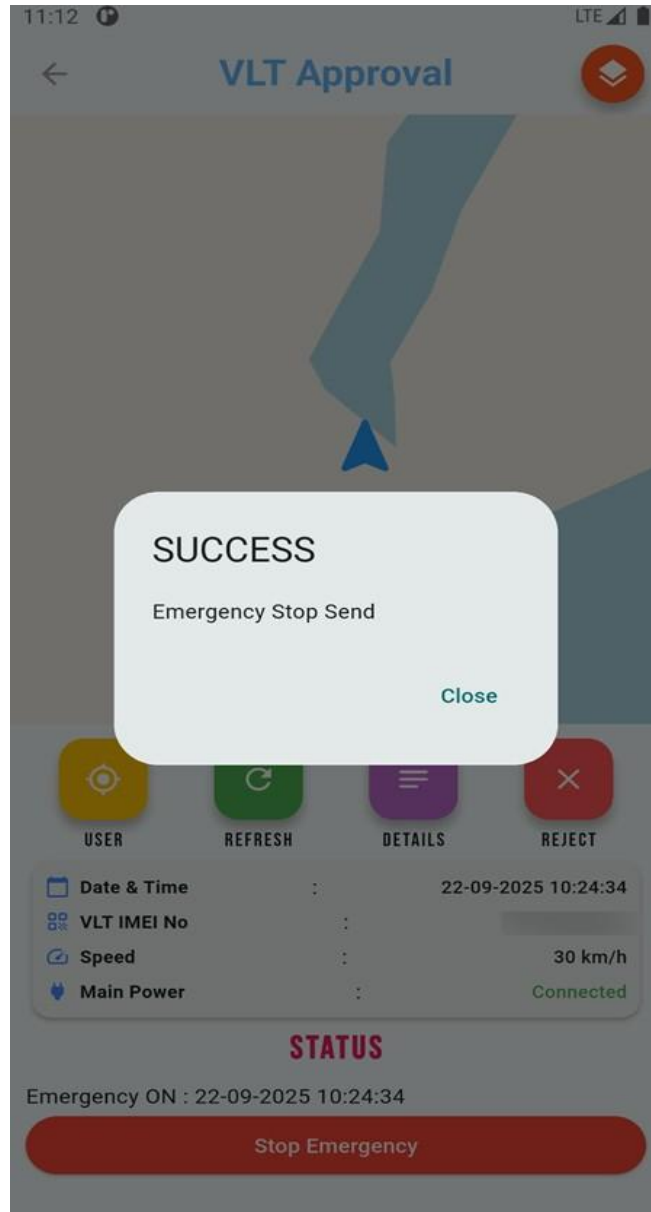 11:12 LTE
VLT Approval
SUCCESS
Emergency Stop Send
Close
USER REFRESH DETAILS REJECT
Date & Time : 22-09-2025 10:24:34
VLT IMEI No :
Speed : 30 km/h
Main Power : Connected
STATUS
Emergency ON : 22-09-2025 10:24:34
Stop Emergency